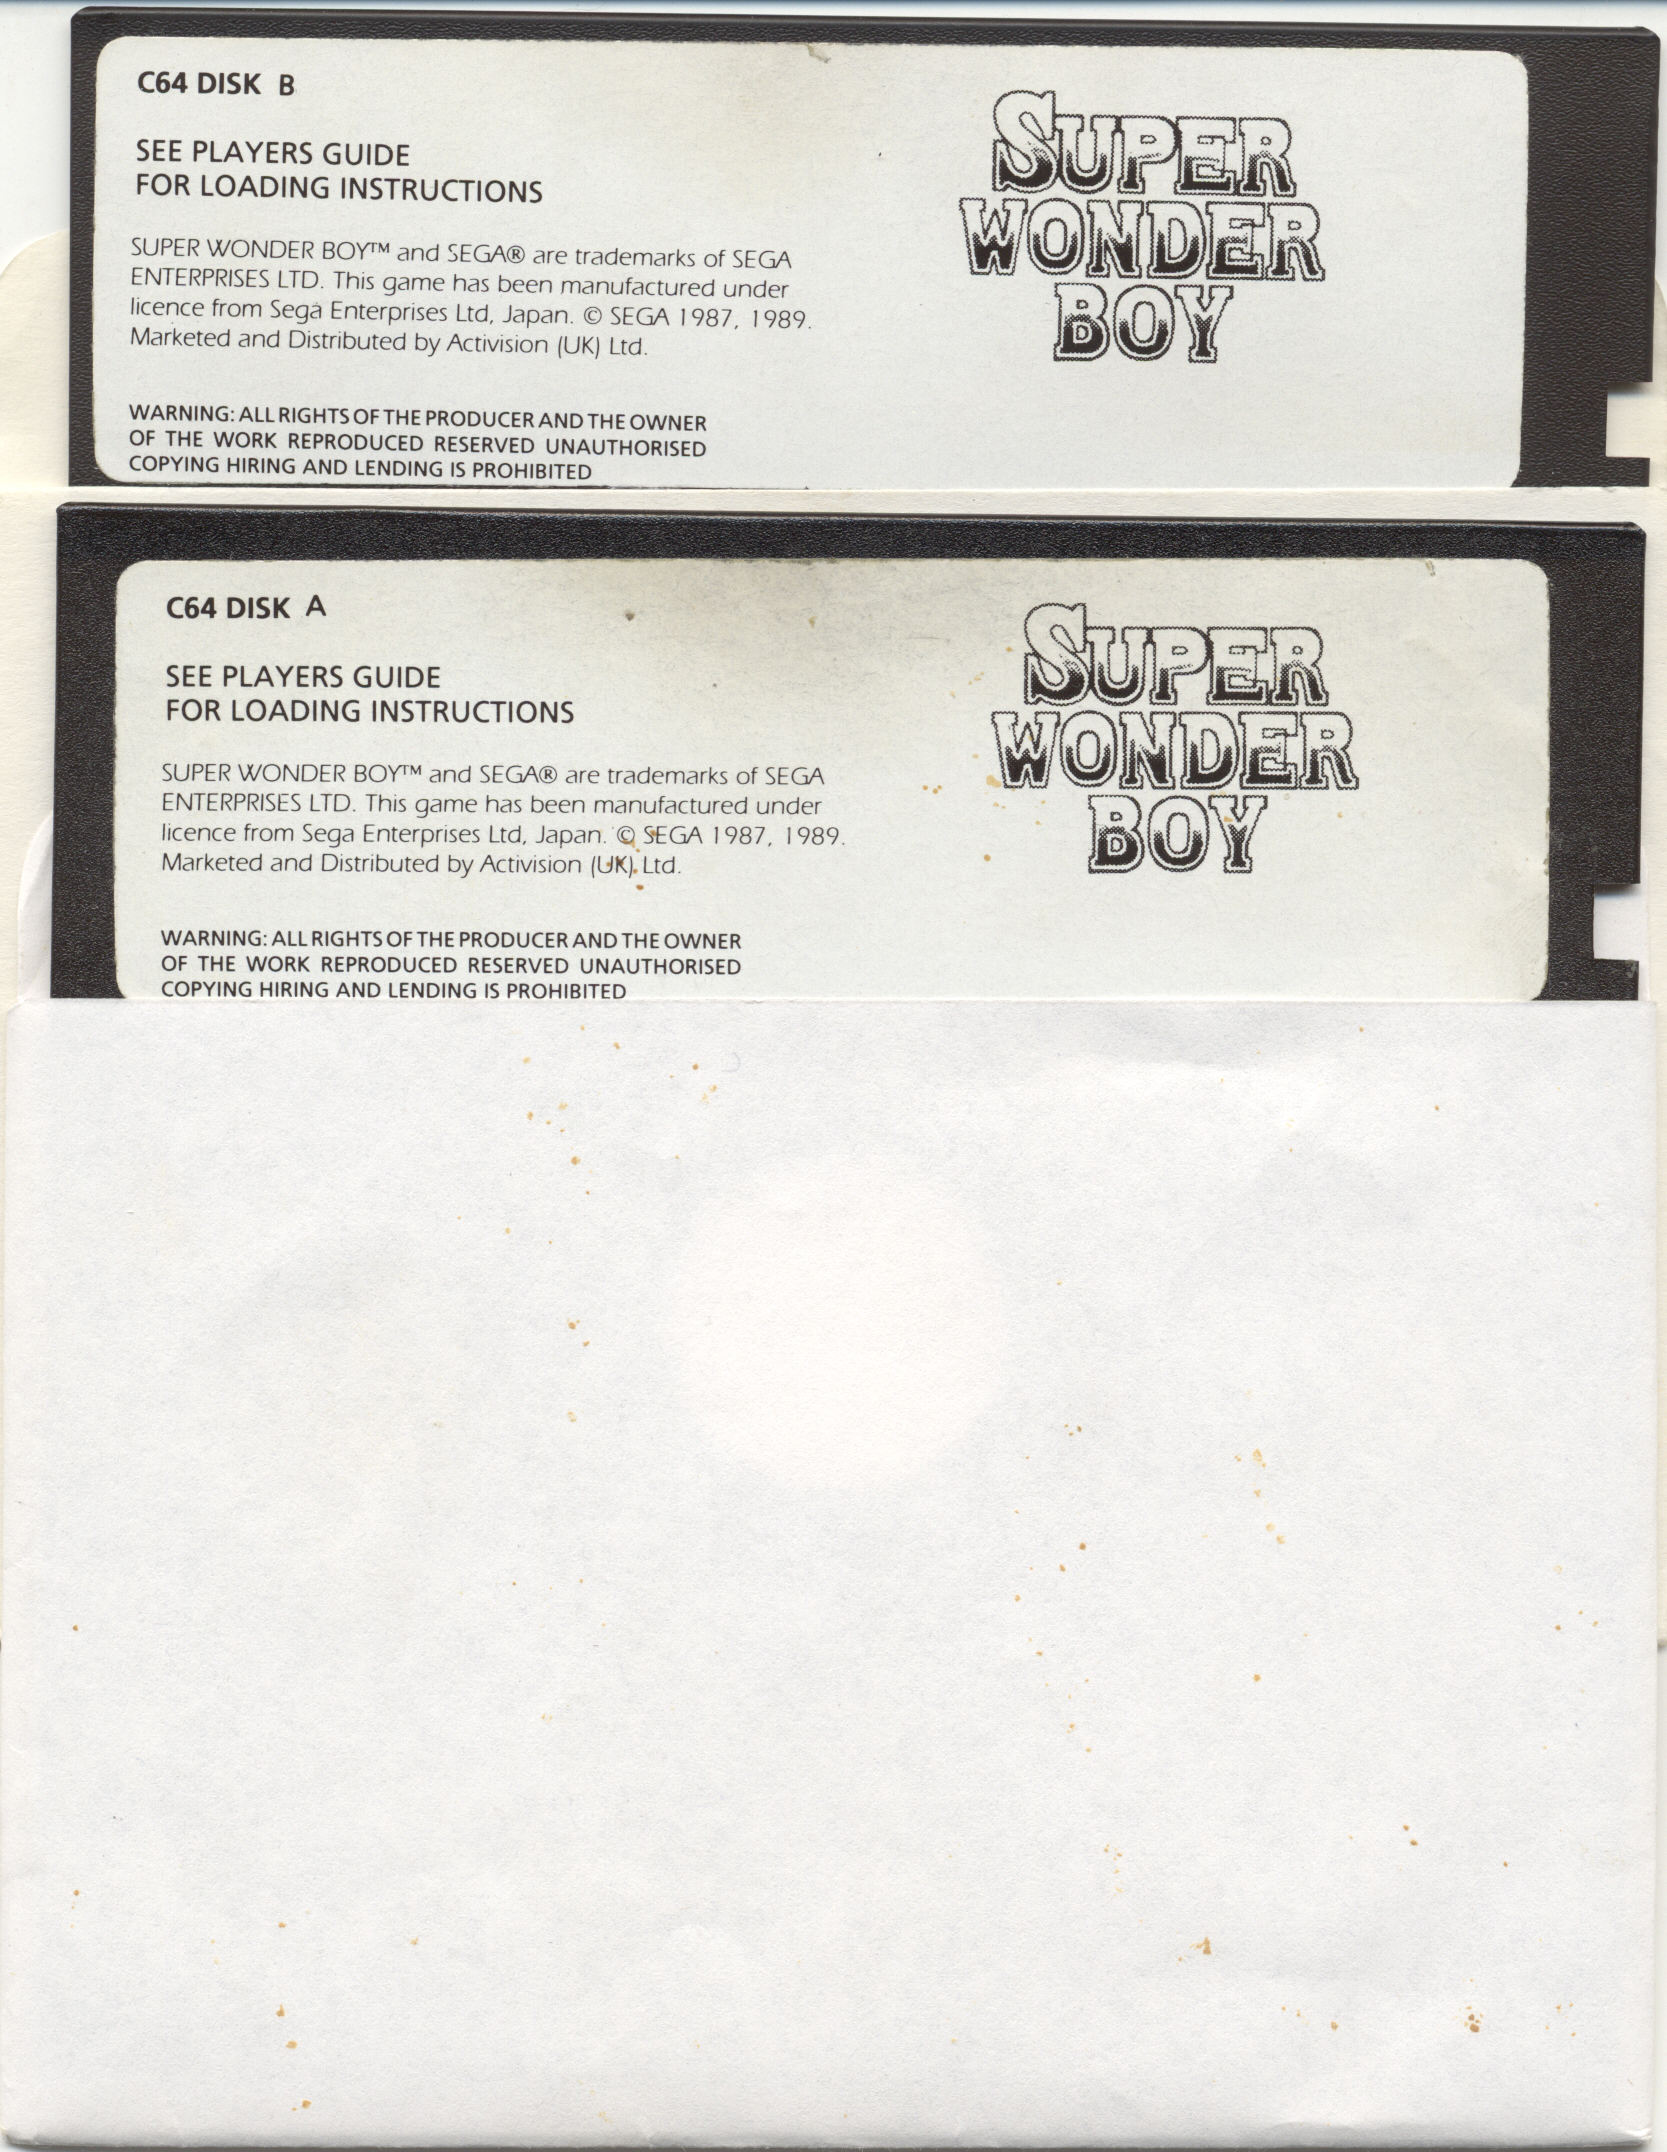 C64 DISK B
SEE PLAYERS GUIDE
FOR LOADING INSTRUCTIONS
SUPER WONDER BOY™ and SEGA® are trademarks of SEGA
ENTERPRISES LTD. This game has been manufactured under
licence from Sega Enterprises Ltd, Japan. © SEGA 1987, 1989.
Marketed and Distributed by Activision (UK) Ltd.
WARNING: ALL RIGHTS OF THE PRODUCER AND THE OWNER
OF THE WORK REPRODUCED RESERVED UNAUTHORISED
COPYING HIRING AND LENDING IS PROHIBITED
SUPER
WONDER
BOY
C64 DISK A
SEE PLAYERS GUIDE
FOR LOADING INSTRUCTIONS
SUPER WONDER BOY™ and SEGA® are trademarks of SEGA
ENTERPRISES LTD. This game has been manufactured under
licence from Sega Enterprises Ltd, Japan. © SEGA 1987, 1989.
Marketed and Distributed by Activision (UK) Ltd.
WARNING: ALL RIGHTS OF THE PRODUCER AND THE OWNER
OF THE WORK REPRODUCED RESERVED UNAUTHORISED
COPYING HIRING AND LENDING IS PROHIBITED
SUPER
WONDER
BOY